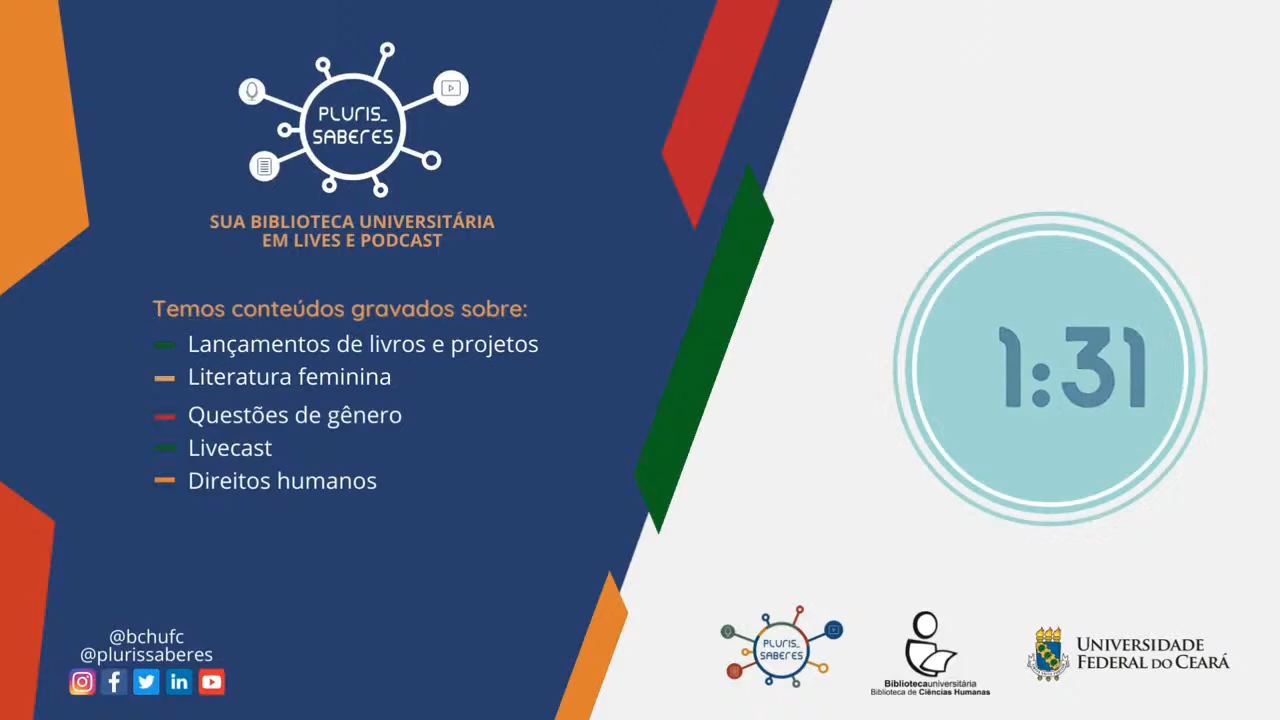 PLURIS_
SABERES
SUA BIBLIOTECA UNIVERSITÁRIA
EM LIVES E PODCAST
Temos conteúdos gravados sobre:
Lançamentos de livros e projetos
Literatura feminina
Questões de gênero
Livecast
Direitos humanos
1:31
@bchufc
@plurissaberes
PLURIS_
SABERES
Bibliotecauniversitária
Biblioteca de Ciências Humanas
UNIVERSIDADE
FEDERAL DO CEARÁ